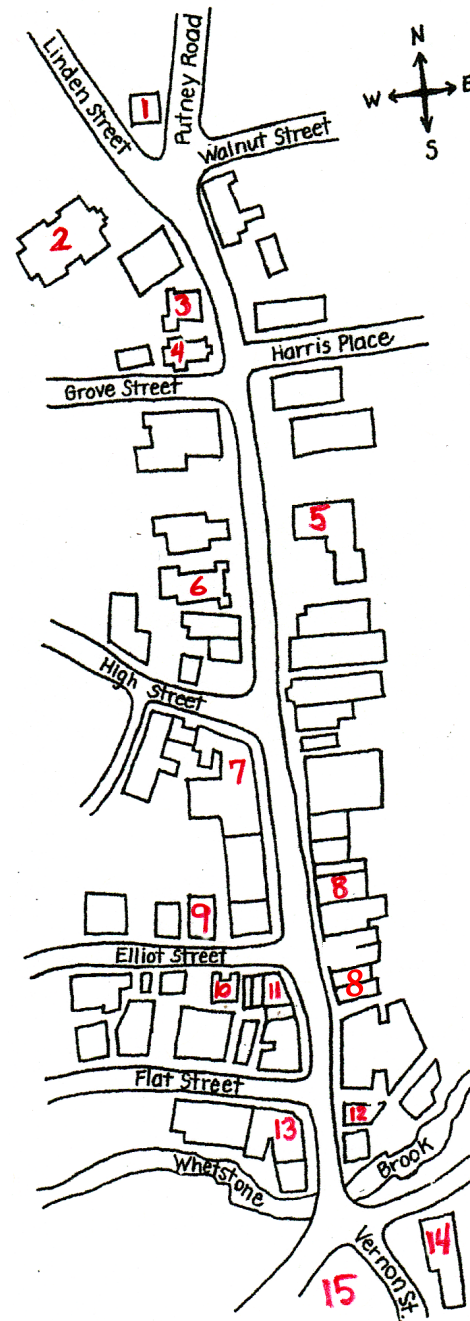 N
W E
S
Linden Street
Putney Road
1
Walnut Street
2
3
4
Harris Place
Grove Street
5
6
High Street
7
8
9
Elliot Street
10
11
8
Flat Street
12
13
Whetstone
Brook
Vernon St.
14
15